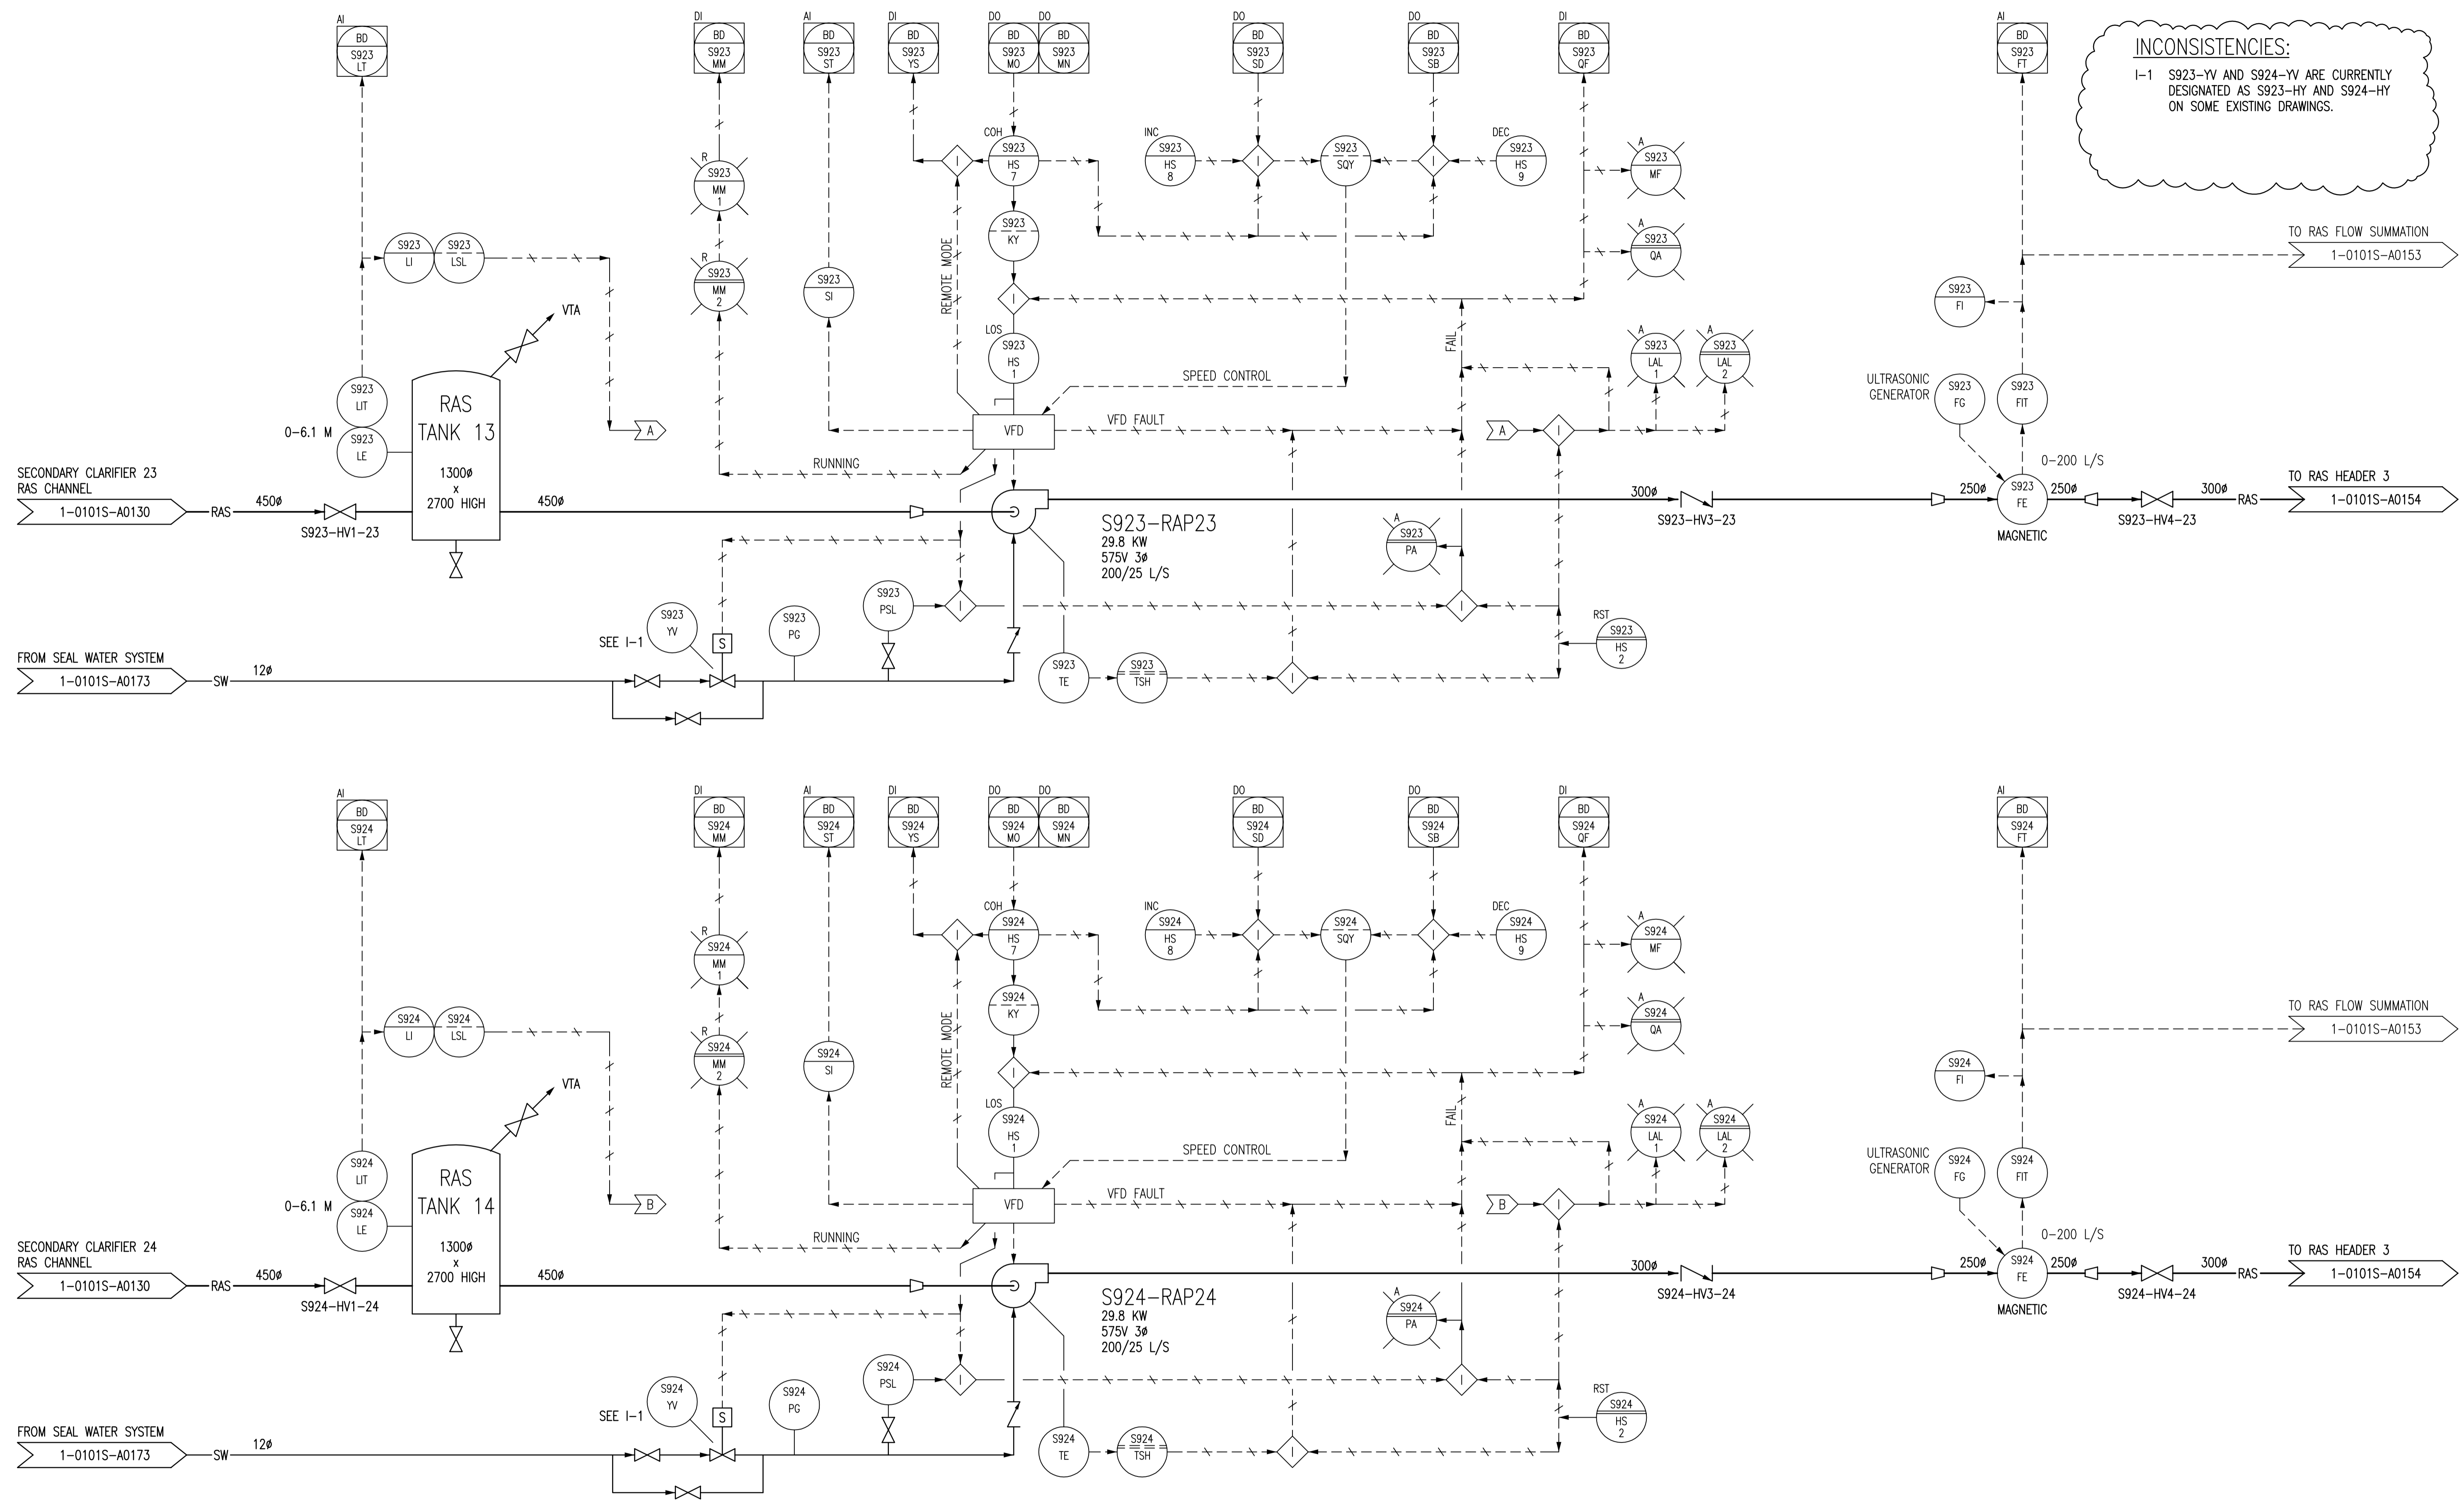 AI
BD
S923
LT
DI
BD
S923
MM
AI
BD
S923
ST
DI
BD
S923
YS
DO
BD
S923
MO
DO
BD
S923
MN
DO
BD
S923
SD
DO
BD
S923
SB
DI
BD
S923
QF
AI
BD
S923
FT
INCONSISTENCIES:
I-1 S923-YV AND S924-YV ARE CURRENTLY
DESIGNATED AS S923-HY AND S924-HY
ON SOME EXISTING DRAWINGS.
R
S923
MM
1
I
COH
S923
HS
7
INC
S923
HS
8
I
S923
SQY
I
DEC
S923
HS
9
A
S923
MF
S923
LI
S923
LSL
R
S923
MM
2
S923
SI
REMOTE MODE
S923
KY
A
S923
QA
TO RAS FLOW SUMMATION
1-0101S-A0153
I
S923
FI
VTA
LOS
S923
HS
1
FAIL
A
S923
LAL
1
A
S923
LAL
2
S923
LIT
0-6.1 M
S923
LE
RAS
TANK 13
1300ø
x
2700 HIGH
A
SPEED CONTROL
VFD
VFD FAULT
RUNNING
A
I
ULTRASONIC
GENERATOR
S923
FG
S923
FIT
0-200 L/S
SECONDARY CLARIFIER 23
RAS CHANNEL
1-0101S-A0130
RAS
450ø
S923-HV1-23
450ø
S923-RAP23
29.8 KW
575V 3ø
200/25 L/S
300ø
S923-HV3-23
250ø
S923
FE
MAGNETIC
250ø
S923-HV4-23
300ø
RAS
TO RAS HEADER 3
1-0101S-A0154
A
S923
PA
SEE I-1
S923
YV
S
S923
PG
S923
PSL
I
I
RST
S923
HS
2
FROM SEAL WATER SYSTEM
1-0101S-A0173
SW
12ø
S923
TE
S923
TSH
I
AI
BD
S924
LT
DI
BD
S924
MM
AI
BD
S924
ST
DI
BD
S924
YS
DO
BD
S924
MO
DO
BD
S924
MN
DO
BD
S924
SD
DO
BD
S924
SB
DI
BD
S924
QF
AI
BD
S924
FT
R
S924
MM
1
I
COH
S924
HS
7
INC
S924
HS
8
I
S924
SQY
I
DEC
S924
HS
9
A
S924
MF
S924
LI
S924
LSL
R
S924
MM
2
S924
SI
REMOTE MODE
S924
KY
A
S924
QA
TO RAS FLOW SUMMATION
1-0101S-A0153
I
S924
FI
VTA
LOS
S924
HS
1
FAIL
A
S924
LAL
1
A
S924
LAL
2
S924
LIT
0-6.1 M
S924
LE
RAS
TANK 14
1300ø
x
2700 HIGH
B
SPEED CONTROL
VFD
VFD FAULT
RUNNING
B
I
ULTRASONIC
GENERATOR
S924
FG
S924
FIT
0-200 L/S
SECONDARY CLARIFIER 24
RAS CHANNEL
1-0101S-A0130
RAS
450ø
S924-HV1-24
450ø
S924-RAP24
29.8 KW
575V 3ø
200/25 L/S
300ø
S924-HV3-24
250ø
S924
FE
MAGNETIC
250ø
S924-HV4-24
300ø
RAS
TO RAS HEADER 3
1-0101S-A0154
A
S924
PA
SEE I-1
S924
YV
S
S924
PG
S924
PSL
I
I
RST
S924
HS
2
FROM SEAL WATER SYSTEM
1-0101S-A0173
SW
12ø
S924
TE
S924
TSH
I